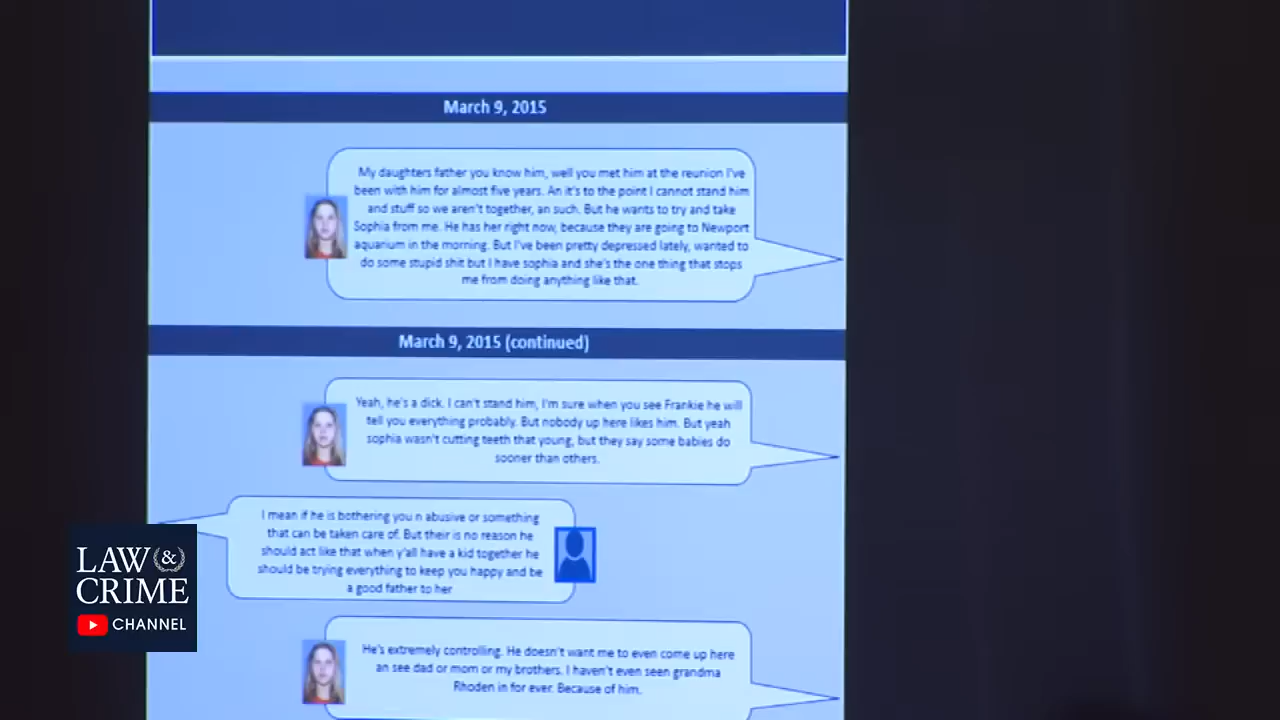 March 9, 2015
My daughters father you know him, well you met him at the reunion I've
been with him for almost five years. An it's to the point I cannot stand him
and stuff so we aren't together, an such. But he wants to try and take
Sophia from me. He has her right now, because they are going to Newport
aquarium in the morning. But I've been pretty depressed lately, wanted to
do some stupid shit but I have sophia and she's the one thing that stops
me from doing anything like that.
March 9, 2015 (continued)
Yeah, he's a dick. I can't stand him, I'm sure when you see Frankie he will
tell you everything probably. But nobody up here likes him. But yeah
sophia wasn't cutting teeth that young, but they say some babies do
sooner than others.
I mean if he is bothering you n abusive or something
that can be taken care of. But their is no reason he
should act like that when y'all have a kid together he
should be trying everything to keep you happy and be
a good father to her
He's extremely controlling. He doesn't want me to even come up here
an see dad or mom or my brothers. I haven't even seen grandma
Rhoden in for ever. Because of him.
LAW &
CRIME
CHANNEL